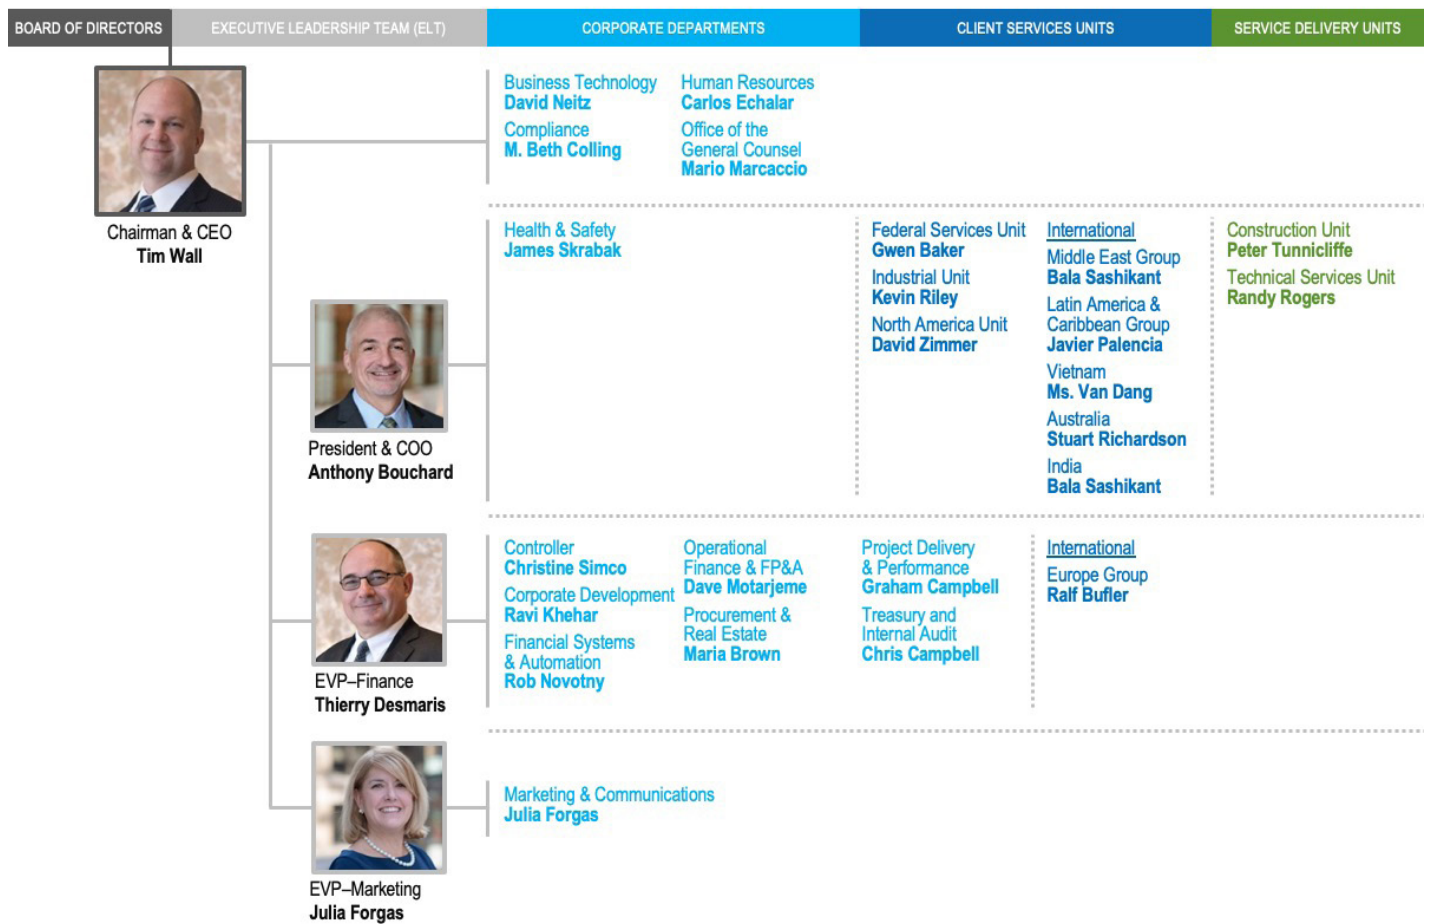 BOARD OF DIRECTORS
EXECUTIVE LEADERSHIP TEAM (ELT)
CORPORATE DEPARTMENTS
CLIENT SERVICES UNITS
SERVICE DELIVERY UNITS
Chairman & CEO
Tim Wall
Business Technology
David Neitz
Compliance
M. Beth Colling
Human Resources
Carlos Echalar
Office of the
General Counsel
Mario Marcaccio
President & COO
Anthony Bouchard
Health & Safety
James Skrabak
Federal Services Unit
Gwen Baker
Industrial Unit
Kevin Riley
North America Unit
David Zimmer
International
Middle East Group
Bala Sashikant
Latin America &
Caribbean Group
Javier Palencia
Vietnam
Ms. Van Dang
Australia
Stuart Richardson
India
Bala Sashikant
Construction Unit
Peter Tunnicliffe
Technical Services Unit
Randy Rogers
EVP–Finance
Thierry Desmaris
Controller
Christine Simco
Corporate Development
Ravi Khehar
Financial Systems
& Automation
Rob Novotny
Operational
Finance & FP&A
Dave Motarjeme
Procurement &
Real Estate
Maria Brown
Project Delivery
& Performance
Graham Campbell
Treasury and
Internal Audit
Chris Campbell
International
Europe Group
Ralf Bufler
EVP–Marketing
Julia Forgas
Marketing & Communications
Julia Forgas